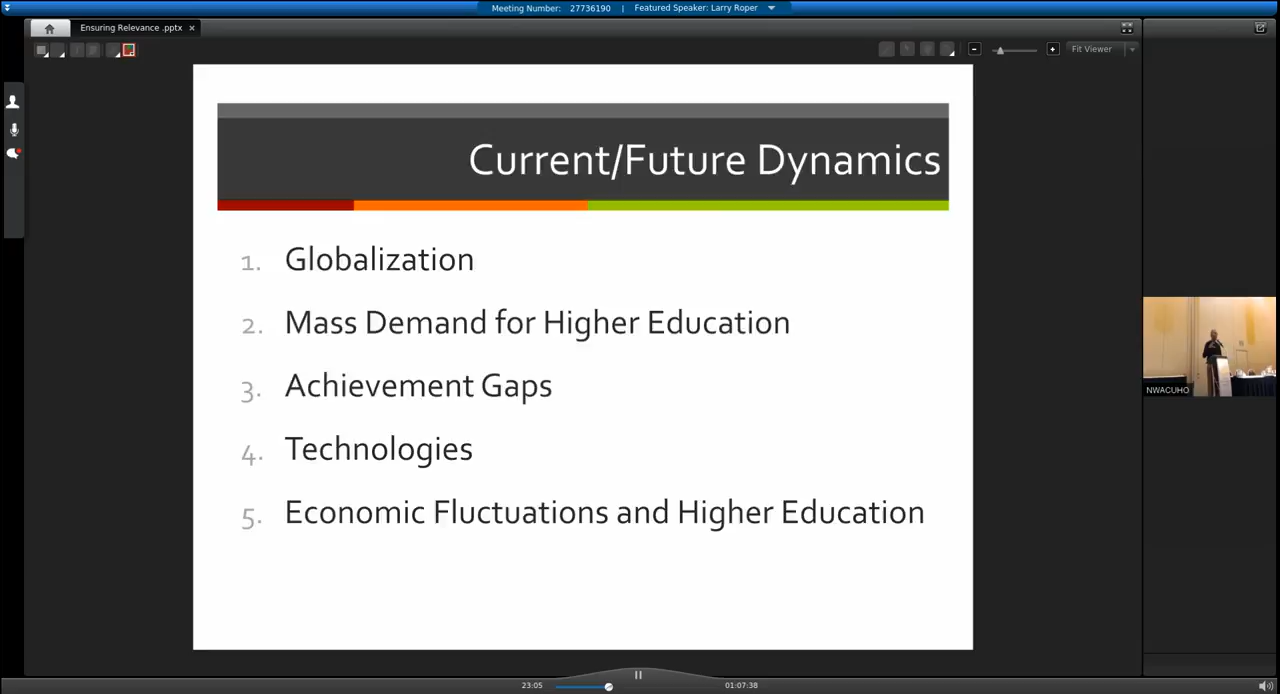 Meeting Number: 27736190 | Featured Speaker: Larry Roper
Ensuring Relevance .pptx
Fit Viewer
Current/Future Dynamics
1. Globalization
2. Mass Demand for Higher Education
3. Achievement Gaps
4. Technologies
5. Economic Fluctuations and Higher Education
NWACUHO
23:05
01:07:38